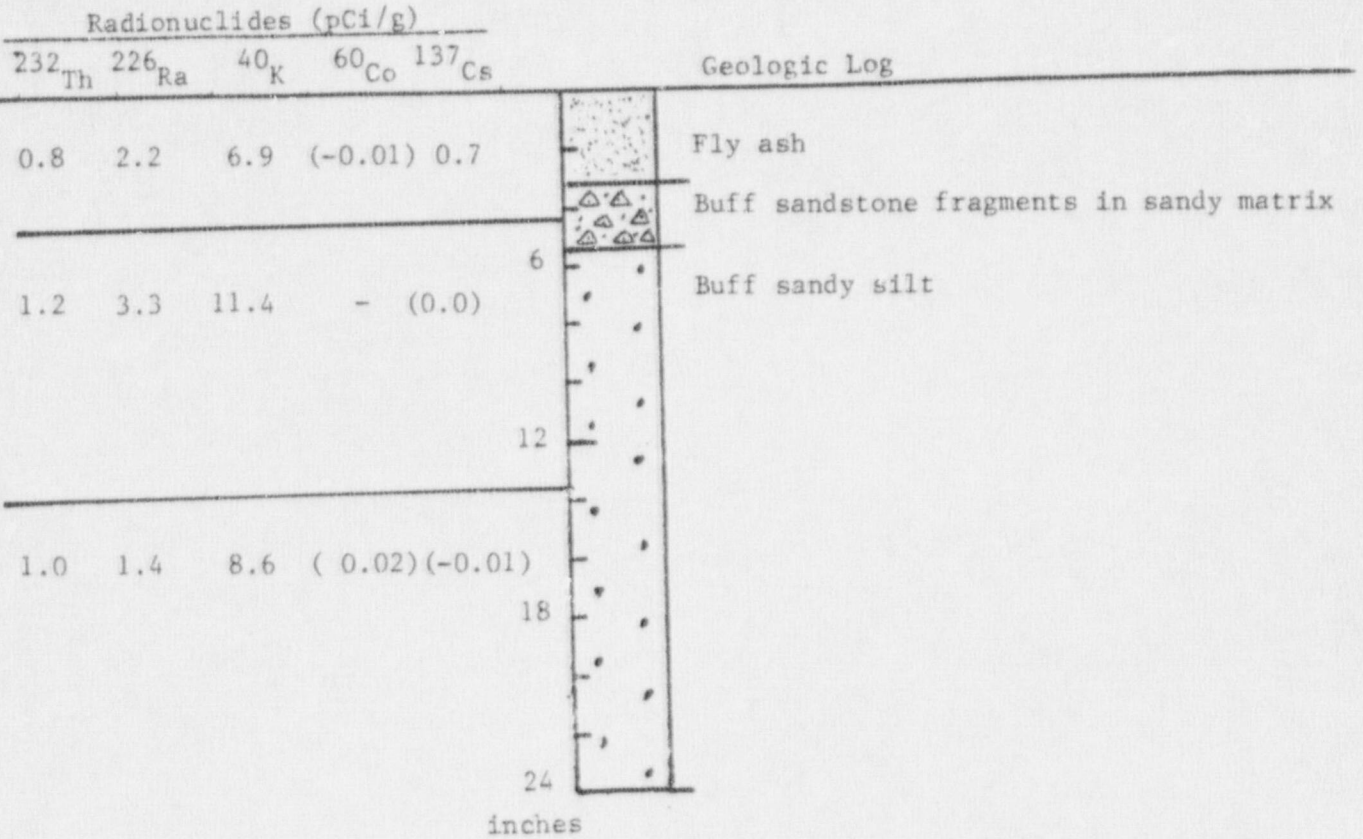 Radionuclides (pCi/g)
232Th 226Ra 40K 60Co 137Cs Geologic Log
0.8 2.2 6.9 (-0.01) 0.7 Fly ash
Buff sandstone fragments in sandy matrix
6
1.2 3.3 11.4 - (0.0) Buff sandy silt
12
1.0 1.4 8.6 ( 0.02)(-0.01)
18
24
inches